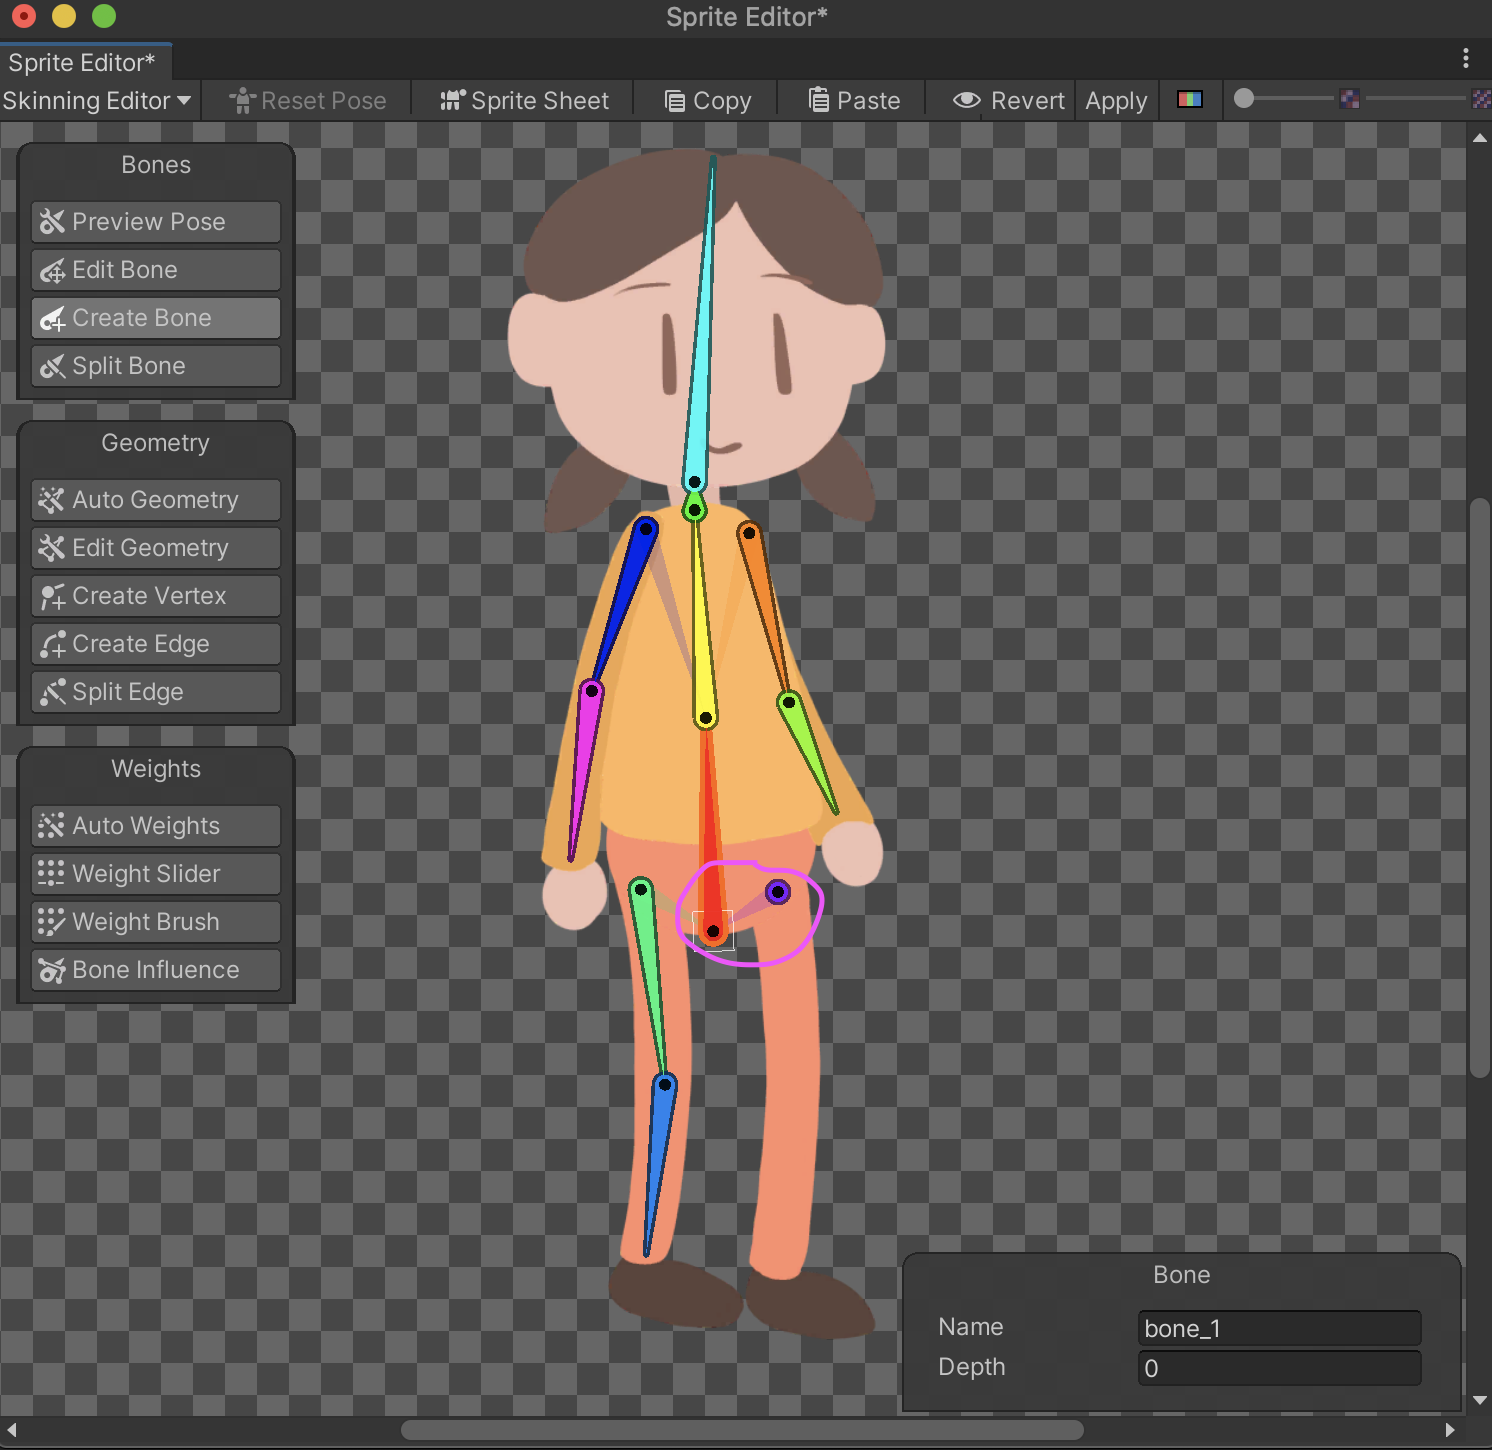 Sprite Editor*
Sprite Editor*
Skinning Editor
Reset Pose
Sprite Sheet
Copy
Paste
Revert
Apply
Bones
Preview Pose
Edit Bone
Create Bone
Split Bone
Geometry
Auto Geometry
Edit Geometry
Create Vertex
Create Edge
Split Edge
Weights
Auto Weights
Weight Slider
Weight Brush
Bone Influence
Bone
Name
bone_1
Depth
0